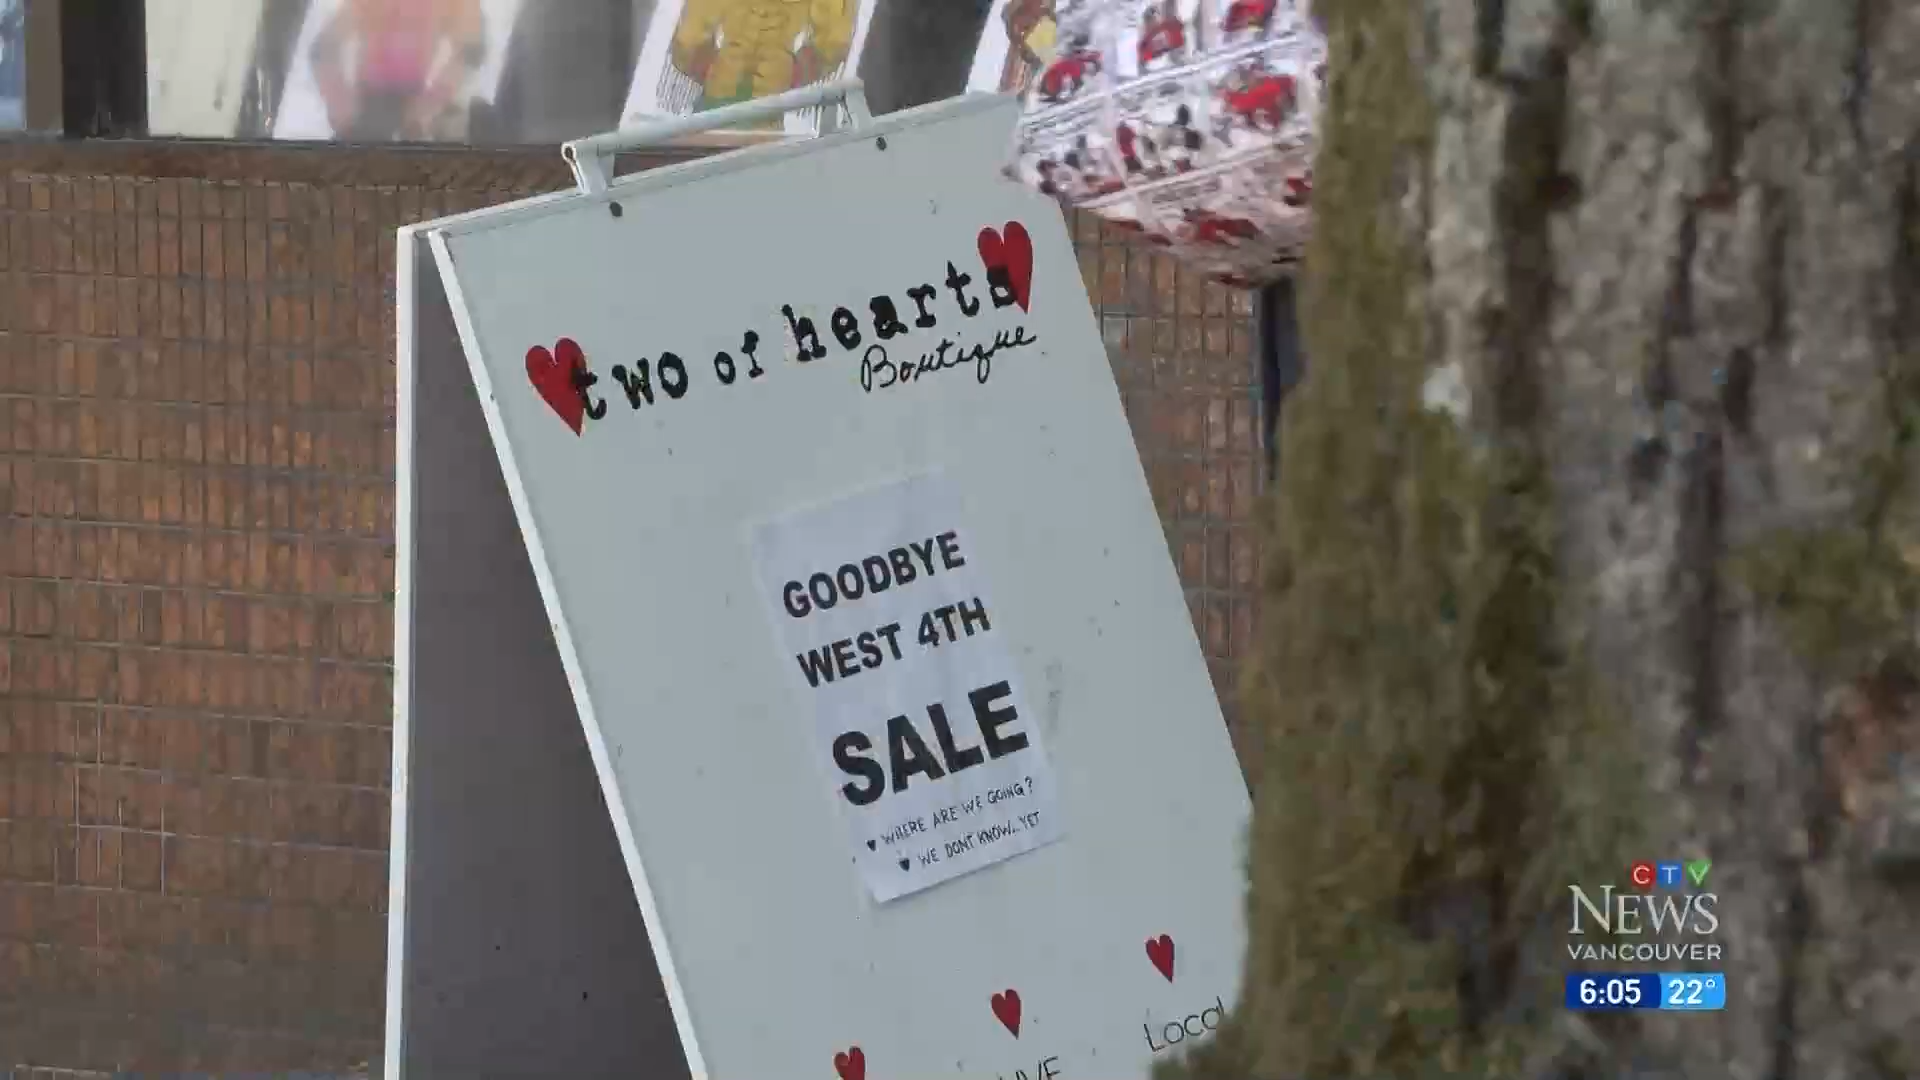 two of hearts
Boutique
GOODBYE
WEST 4TH
SALE
♥ WHERE ARE WE GOING?
♥ WE DONT KNOW... YET
Local
CTV
NEWS
VANCOUVER
6:05 22°